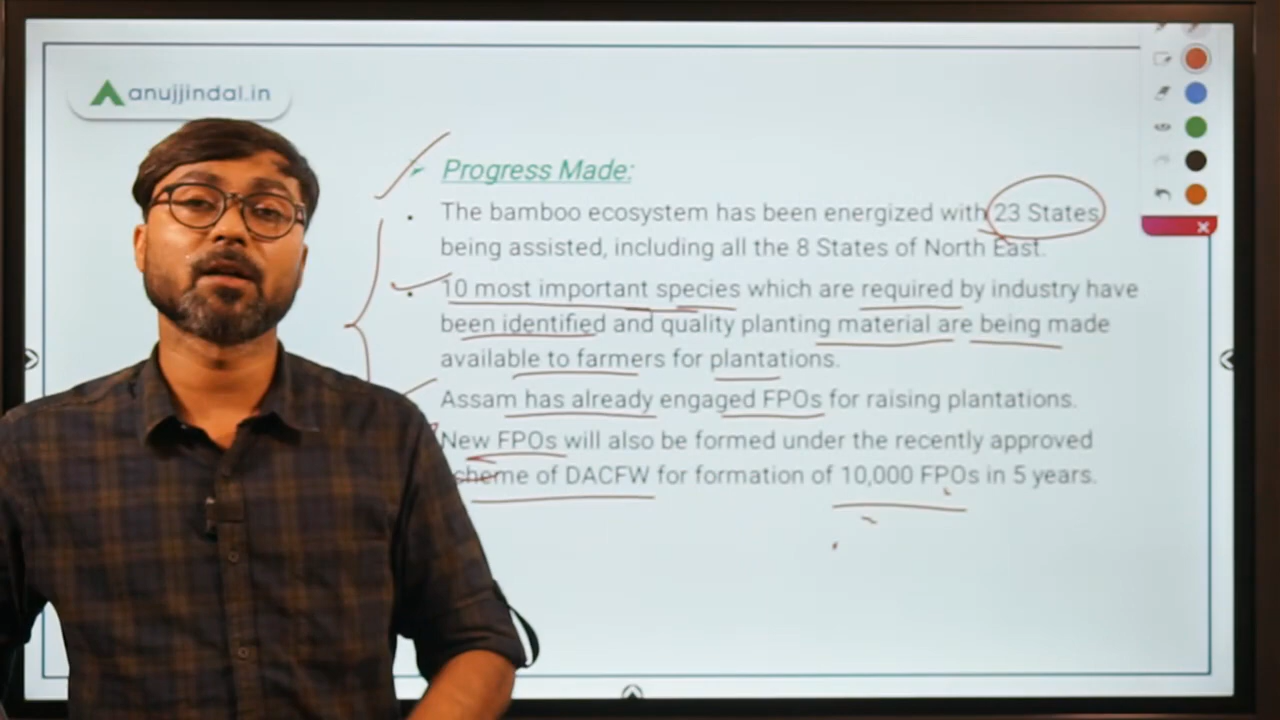 anujjindal.in
Progress Made:
The bamboo ecosystem has been energized with 23 States
being assisted, including all the 8 States of North East.
10 most important species which are required by industry have
been identified and quality planting material are being made
available to farmers for plantations.
Assam has already engaged FPOs for raising plantations.
New FPOs will also be formed under the recently approved
scheme of DACFW for formation of 10,000 FPOs in 5 years.